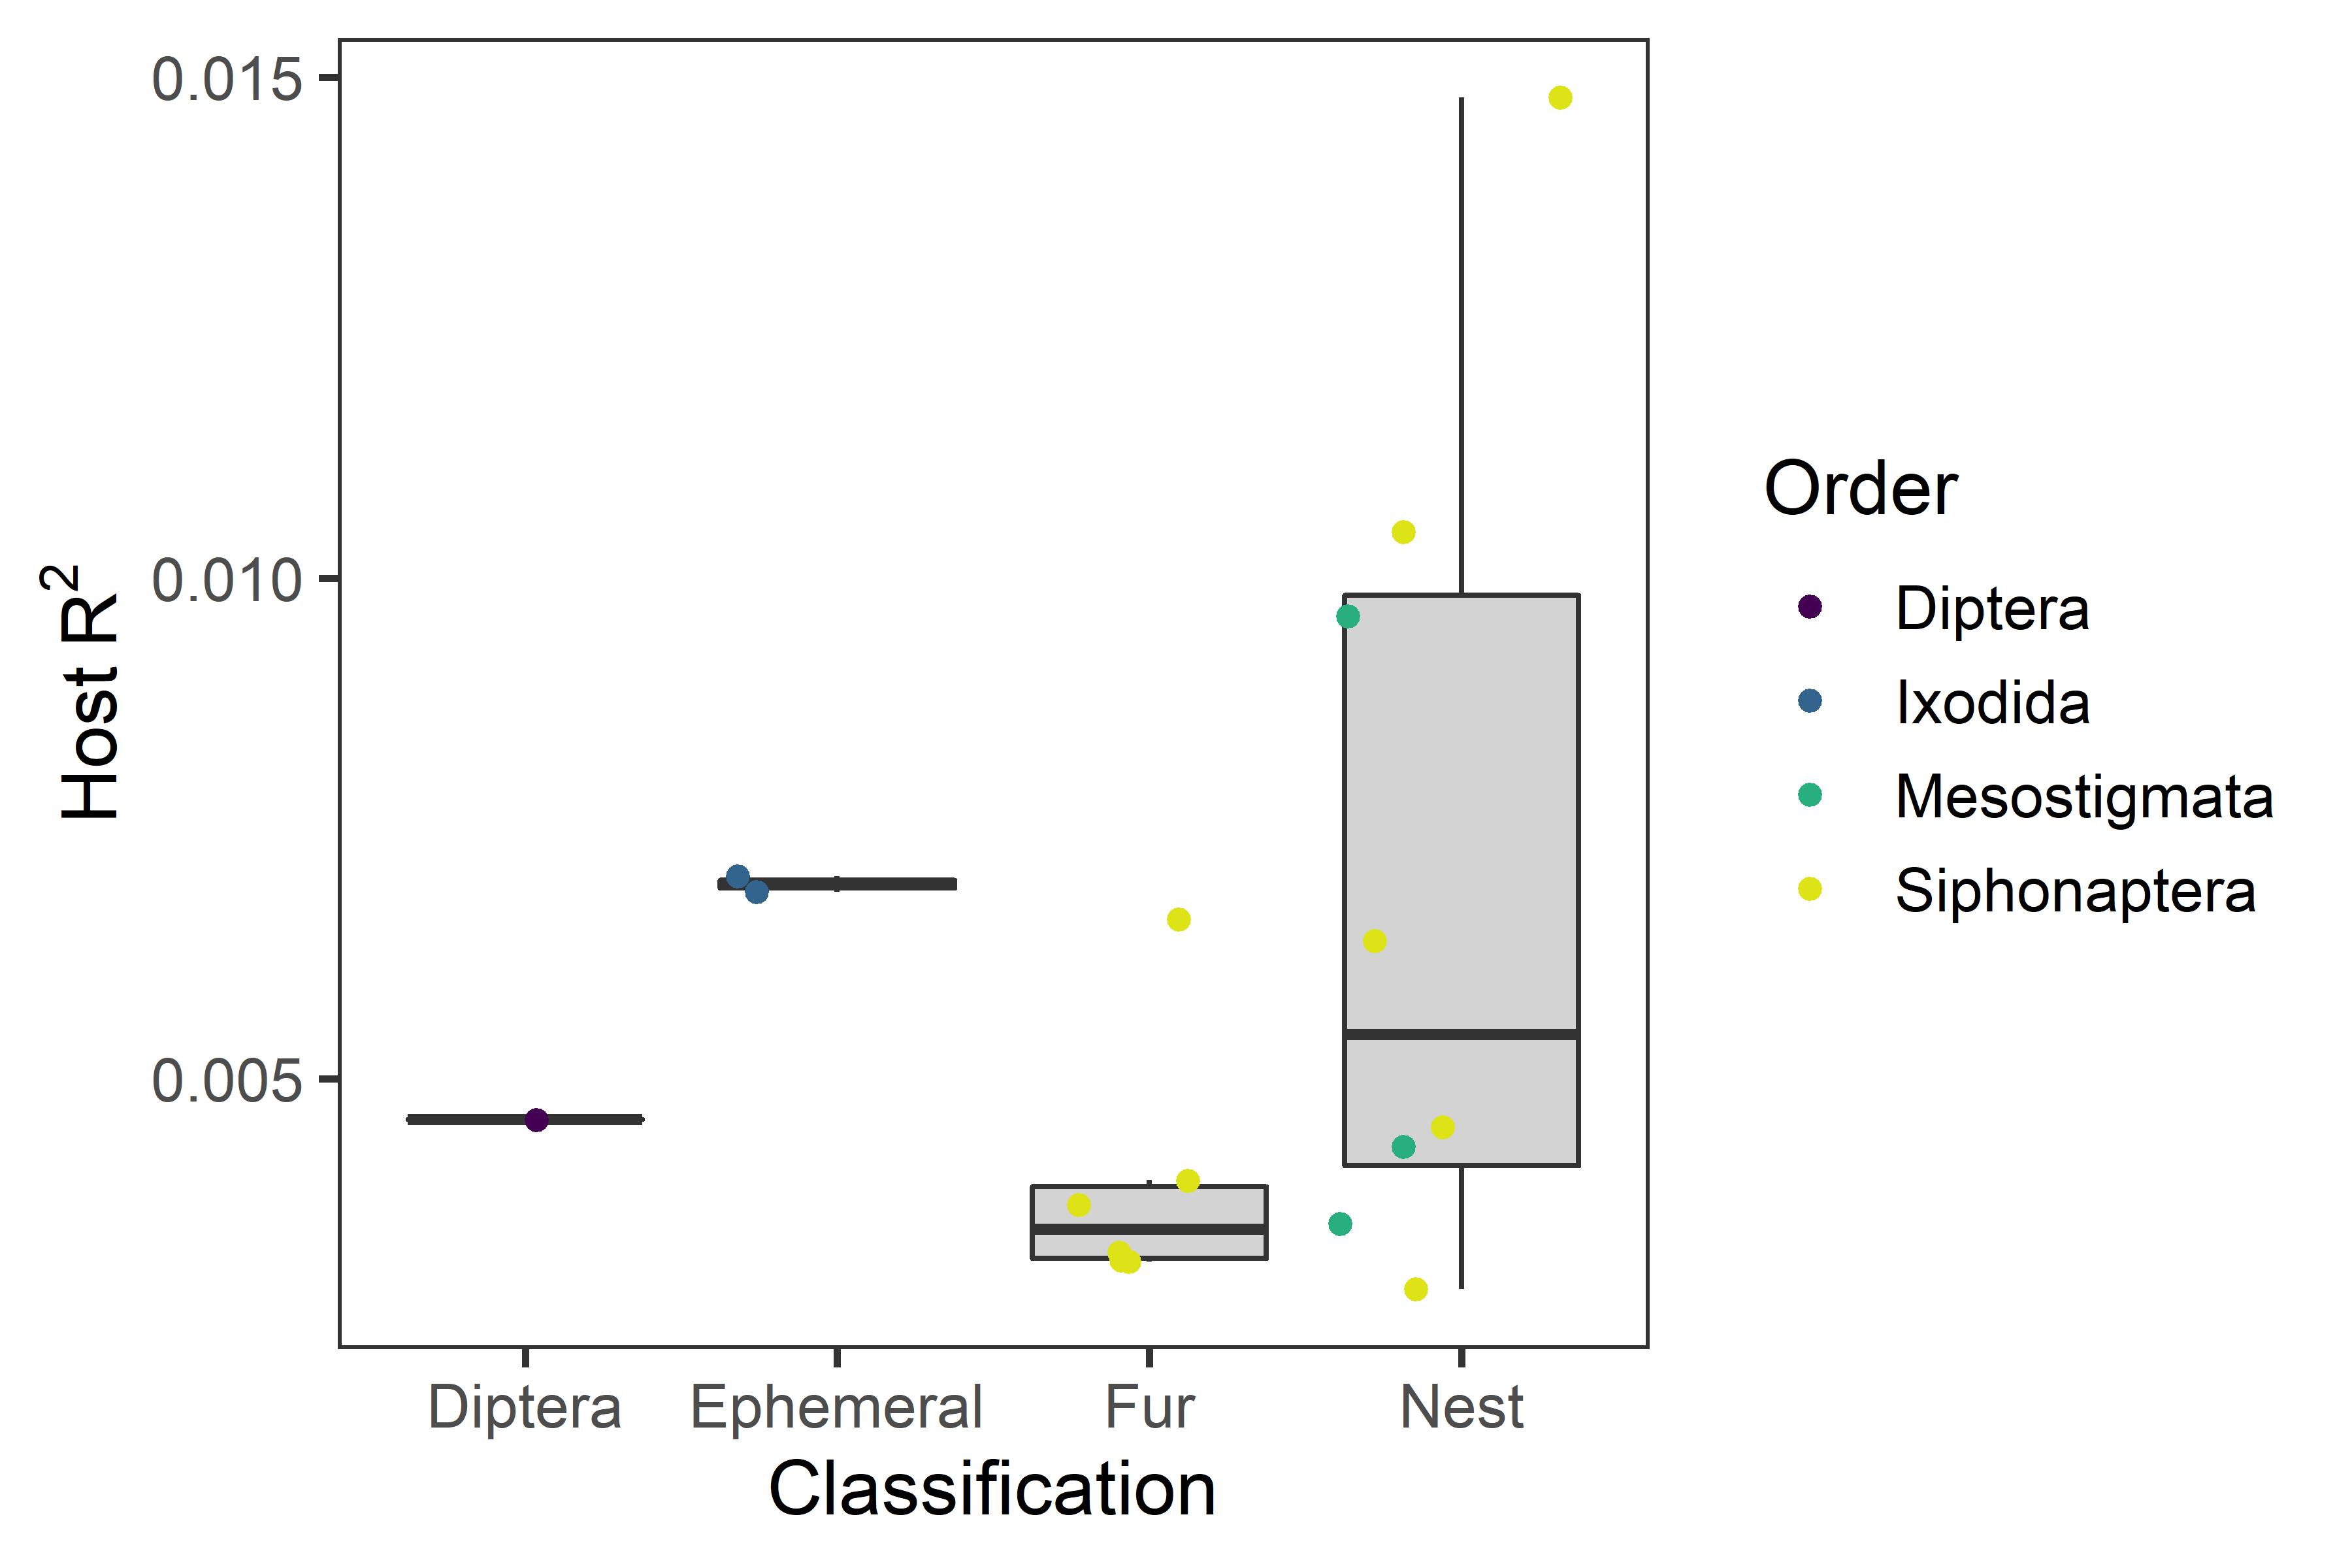 0.015
0.010
0.005
Host R²
Diptera
Ephemeral
Fur
Nest
Classification
Order
Diptera
Ixodida
Mesostigmata
Siphonaptera